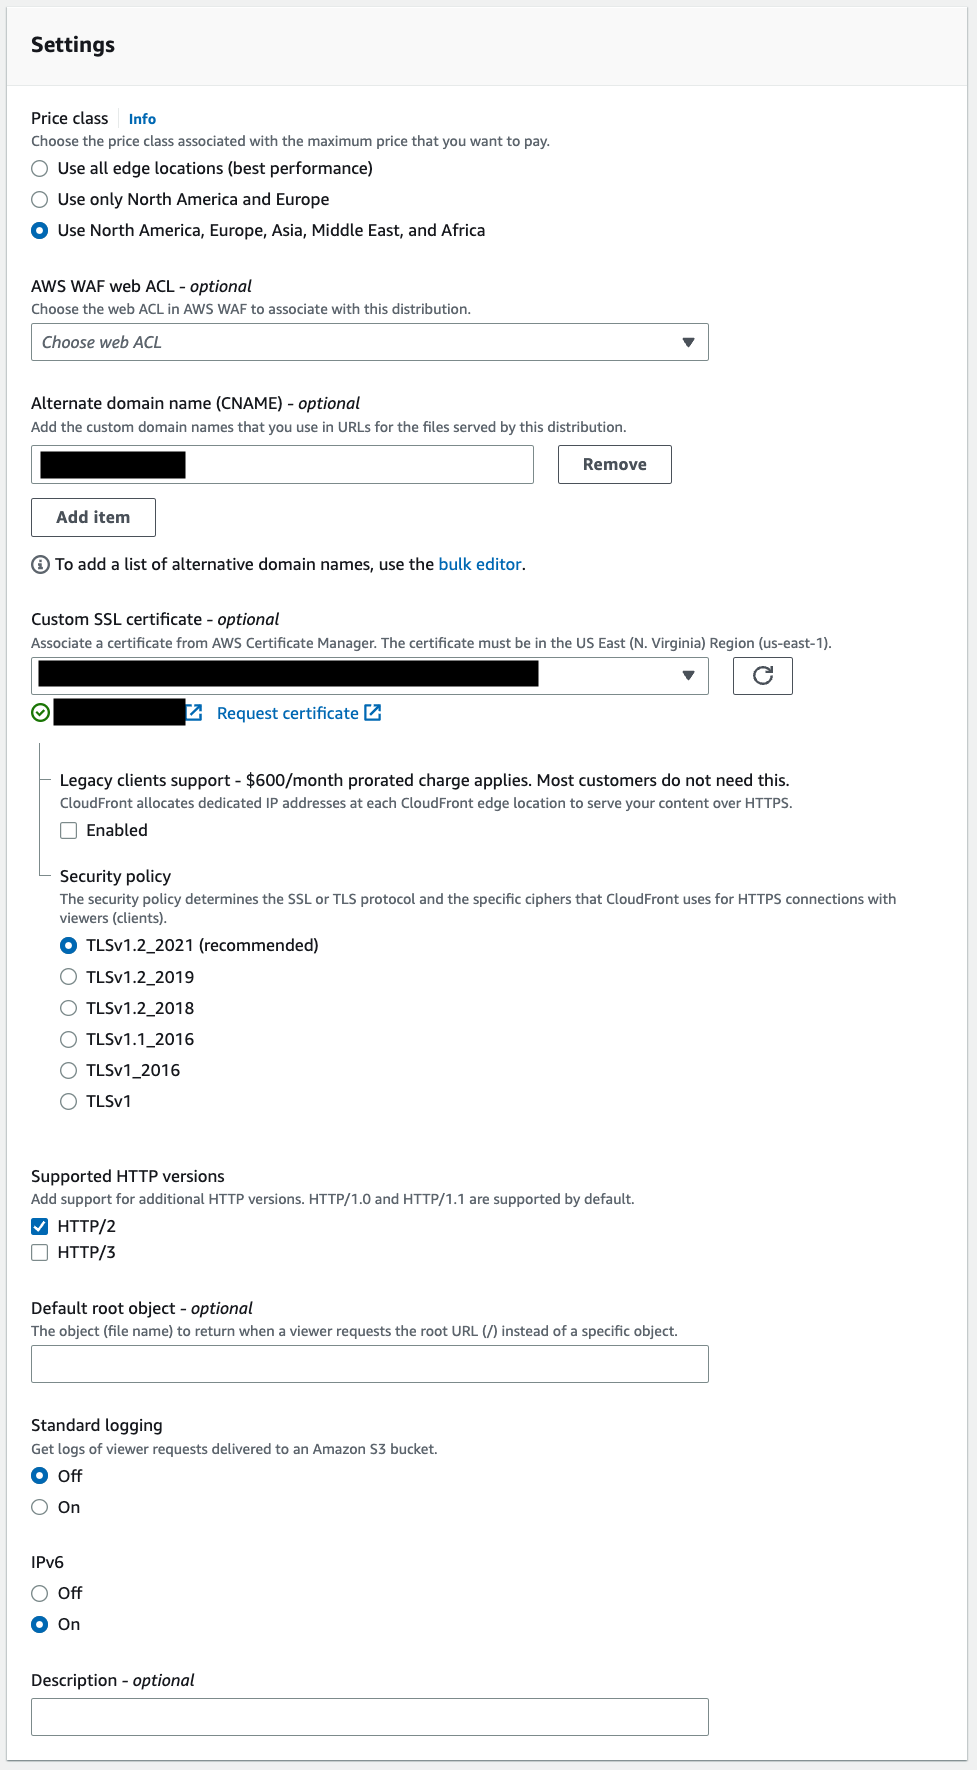 Settings
Price class Info
Choose the price class associated with the maximum price that you want to pay.
Use all edge locations (best performance)
Use only North America and Europe
Use North America, Europe, Asia, Middle East, and Africa
AWS WAF web ACL - optional
Choose the web ACL in AWS WAF to associate with this distribution.
Choose web ACL
Alternate domain name (CNAME) - optional
Add the custom domain names that you use in URLs for the files served by this distribution.
Remove
Add item
To add a list of alternative domain names, use the bulk editor.
Custom SSL certificate - optional
Associate a certificate from AWS Certificate Manager. The certificate must be in the US East (N. Virginia) Region (us-east-1).
Request certificate
Legacy clients support - $600/month prorated charge applies. Most customers do not need this.
CloudFront allocates dedicated IP addresses at each CloudFront edge location to serve your content over HTTPS.
Enabled
Security policy
The security policy determines the SSL or TLS protocol and the specific ciphers that CloudFront uses for HTTPS connections with
viewers (clients).
TLSv1.2_2021 (recommended)
TLSv1.2_2019
TLSv1.2_2018
TLSv1.1_2016
TLSv1_2016
TLSv1
Supported HTTP versions
Add support for additional HTTP versions. HTTP/1.0 and HTTP/1.1 are supported by default.
HTTP/2
HTTP/3
Default root object - optional
The object (file name) to return when a viewer requests the root URL (/) instead of a specific object.
Standard logging
Get logs of viewer requests delivered to an Amazon S3 bucket.
Off
On
IPv6
Off
On
Description - optional